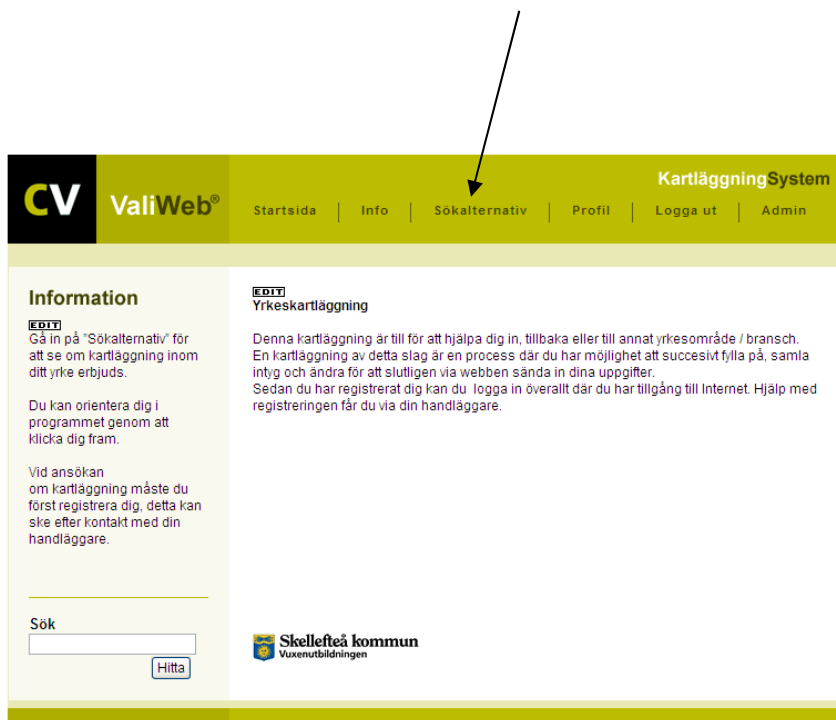 CV
ValiWeb®
KartläggningSystem
Startsida | Info | Sökalternativ | Profil | Logga ut | Admin
Information
EDIT
Gå in på "Sökalternativ" för
att se om kartläggning inom
ditt yrke erbjuds.
Du kan orientera dig i
programmet genom att
klicka dig fram.
Vid ansökan
om kartläggning måste du
först registrera dig, detta kan
ske efter kontakt med din
handläggare.
Sök
Hitta
EDIT
Yrkeskartläggning
Denna kartläggning är till för att hjälpa dig in, tillbaka eller till annat yrkesområde / bransch.
En kartläggning av detta slag är en process där du har möjlighet att succesivt fylla på, samla
intyg och ändra för att slutligen via webben sända in dina uppgifter.
Sedan du har registrerat dig kan du logga in överallt där du har tillgång till Internet. Hjälp med
registreringen får du via din handläggare.
Skellefteå kommun
Vuxenutbildningen